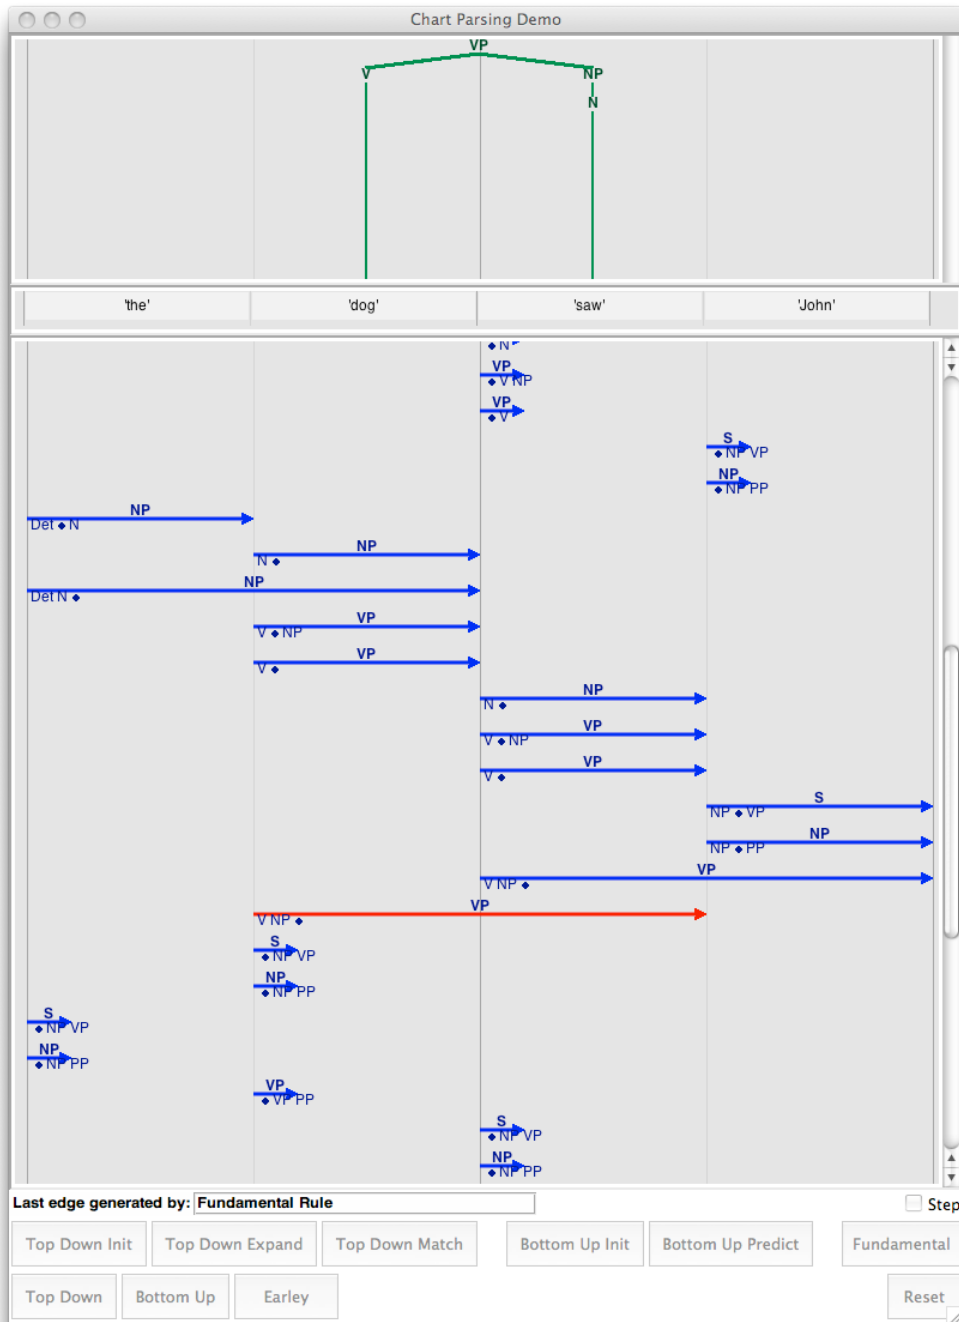 Chart Parsing Demo
VP
V NP
N
'the' 'dog' 'saw' 'John'
• N
VP
• V NP
VP
• V
S
• NP VP
NP
• NP PP
NP
Det • N
NP
N •
NP
Det N •
VP
V • NP
VP
V •
NP
N •
VP
V • NP
VP
V •
S
NP • VP
NP
NP • PP
VP
V NP •
VP
V NP •
S
• NP VP
NP
• NP PP
S
• NP VP
NP
• NP PP
VP
• VP PP
S
• NP VP
NP
• NP PP
Last edge generated by: Fundamental Rule Step
Top Down Init Top Down Expand Top Down Match Bottom Up Init Bottom Up Predict Fundamental
Top Down Bottom Up Earley Reset